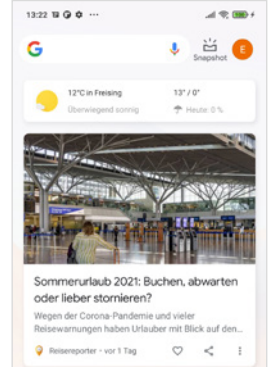 13:22
100
G
Snapshot
E
12°C in Freising
13° / 0°
Überwiegend sonnig
Heute: 0 %
Sommerurlaub 2021: Buchen, abwarten
oder lieber stornieren?
Wegen der Corona-Pandemie und vieler
Reisewarnungen haben Urlauber mit Blick auf den...
Reisereporter • vor 1 Tag